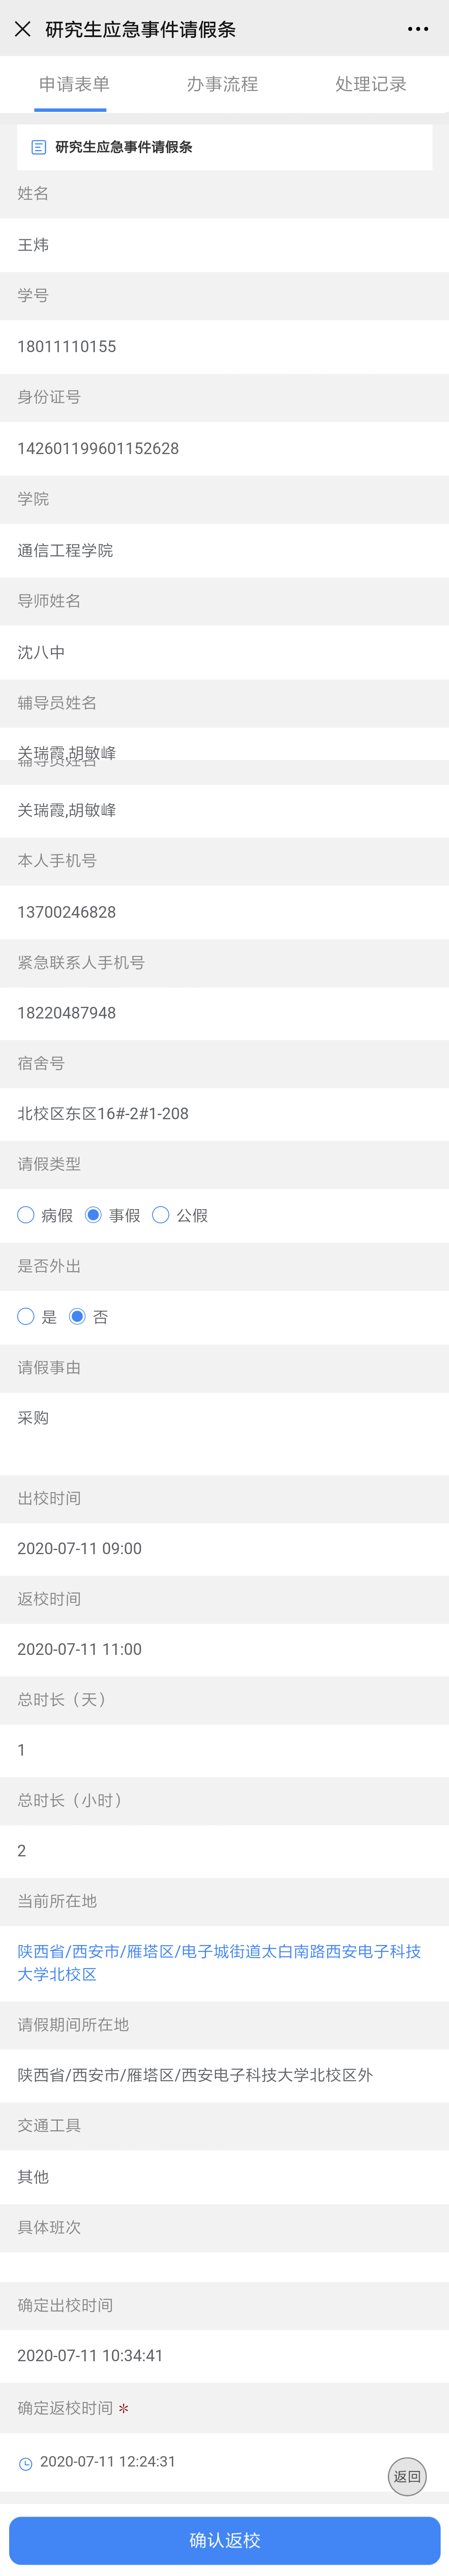 研究生应急事件请假条
申请表单 办事流程 处理记录
研究生应急事件请假条
姓名
王炜
学号
18011110155
身份证号
142601199601152628
学院
通信工程学院
导师姓名
沈八中
辅导员姓名
关瑞霞,胡敏峰
辅导员姓名
关瑞霞,胡敏峰
本人手机号
13700246828
紧急联系人手机号
18220487948
宿舍号
北校区东区16#-2#1-208
请假类型
病假 事假 公假
是否外出
是 否
请假事由
采购
出校时间
2020-07-11 09:00
返校时间
2020-07-11 11:00
总时长（天）
1
总时长（小时）
2
当前所在地
陕西省/西安市/雁塔区/电子城街道太白南路西安电子科技
大学北校区
请假期间所在地
陕西省/西安市/雁塔区/西安电子科技大学北校区外
交通工具
其他
具体班次
确定出校时间
2020-07-11 10:34:41
确定返校时间 *
2020-07-11 12:24:31
返回
确认返校